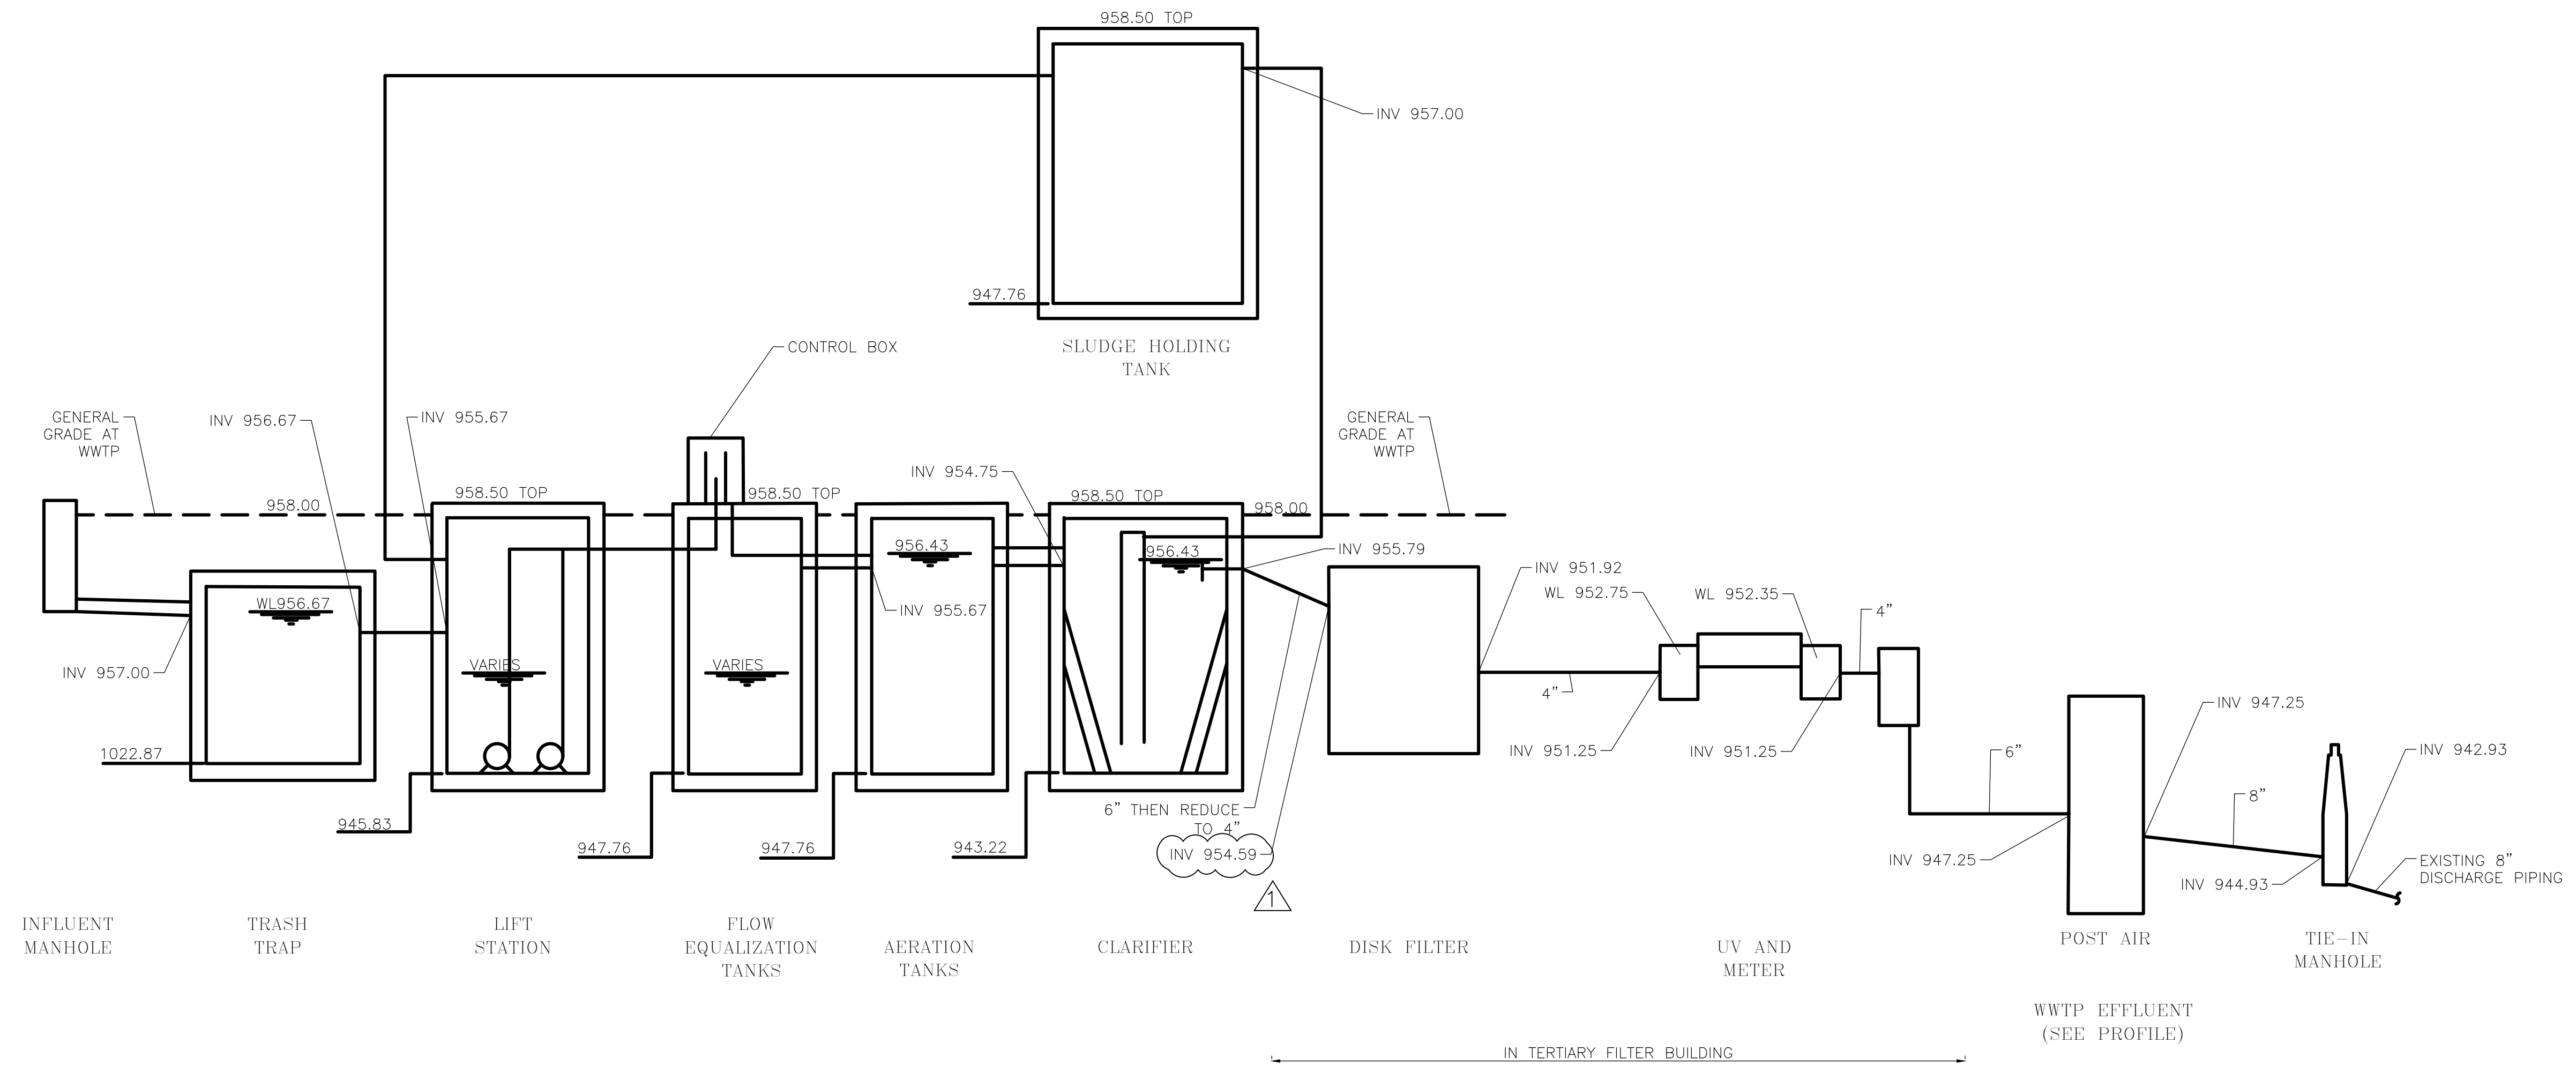 958.50 TOP
INV 957.00
947.76
SLUDGE HOLDING
TANK
CONTROL BOX
GENERAL
GRADE AT
WWTP
INV 956.67
INV 955.67
GENERAL
GRADE AT
WWTP
958.00
958.50 TOP
958.50 TOP
INV 954.75
958.50 TOP
958.00
WL956.67
956.43
956.43
INV 955.79
INV 955.67
INV 957.00
VARIES
VARIES
INV 951.92
WL 952.75
WL 952.35
4"
4"
INV 951.25
INV 951.25
1022.87
945.83
947.76
947.76
943.22
6" THEN REDUCE
TO 4"
INV 954.59
1
6"
INV 947.25
INV 947.25
8"
INV 942.93
INV 944.93
EXISTING 8"
DISCHARGE PIPING
INFLUENT
MANHOLE
TRASH
TRAP
LIFT
STATION
FLOW
EQUALIZATION
TANKS
AERATION
TANKS
CLARIFIER
DISK FILTER
UV AND
METER
POST AIR
TIE-IN
MANHOLE
WWTP EFFLUENT
(SEE PROFILE)
IN TERTIARY FILTER BUILDING